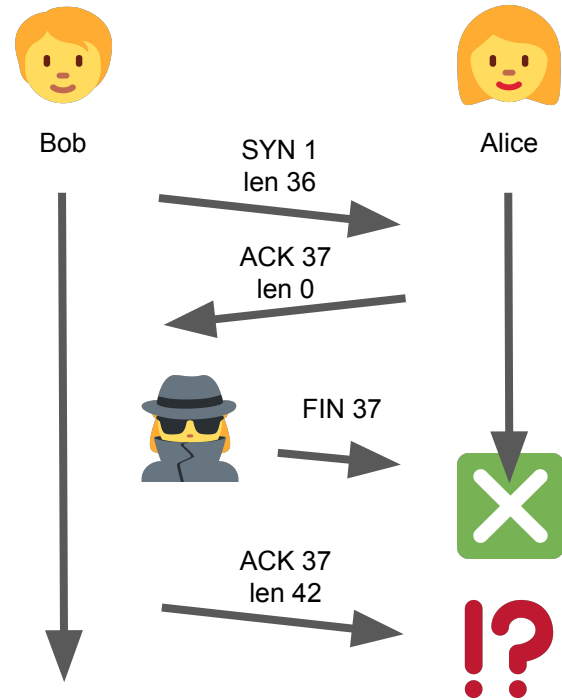 Bob
Alice
SYN 1
len 36
ACK 37
len 0
FIN 37
ACK 37
len 42
!?